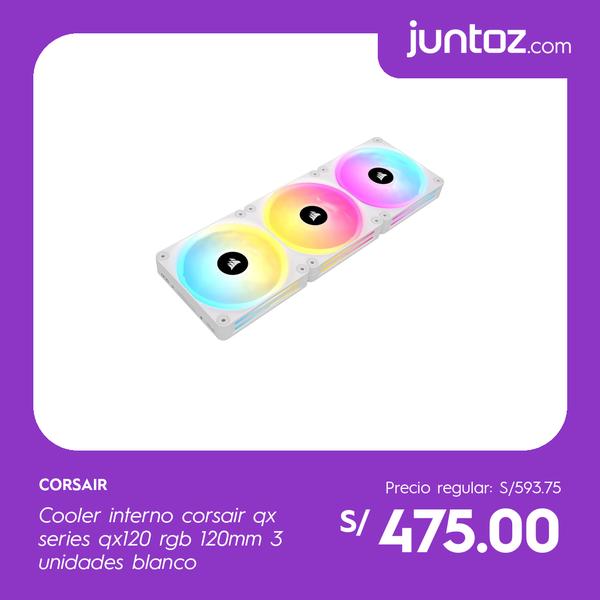 juntoz.com
CORSAIR
Cooler interno corsair qx
series qx120 rgb 120mm 3
unidades blanco
Precio regular: S/593.75
S/ 475.00